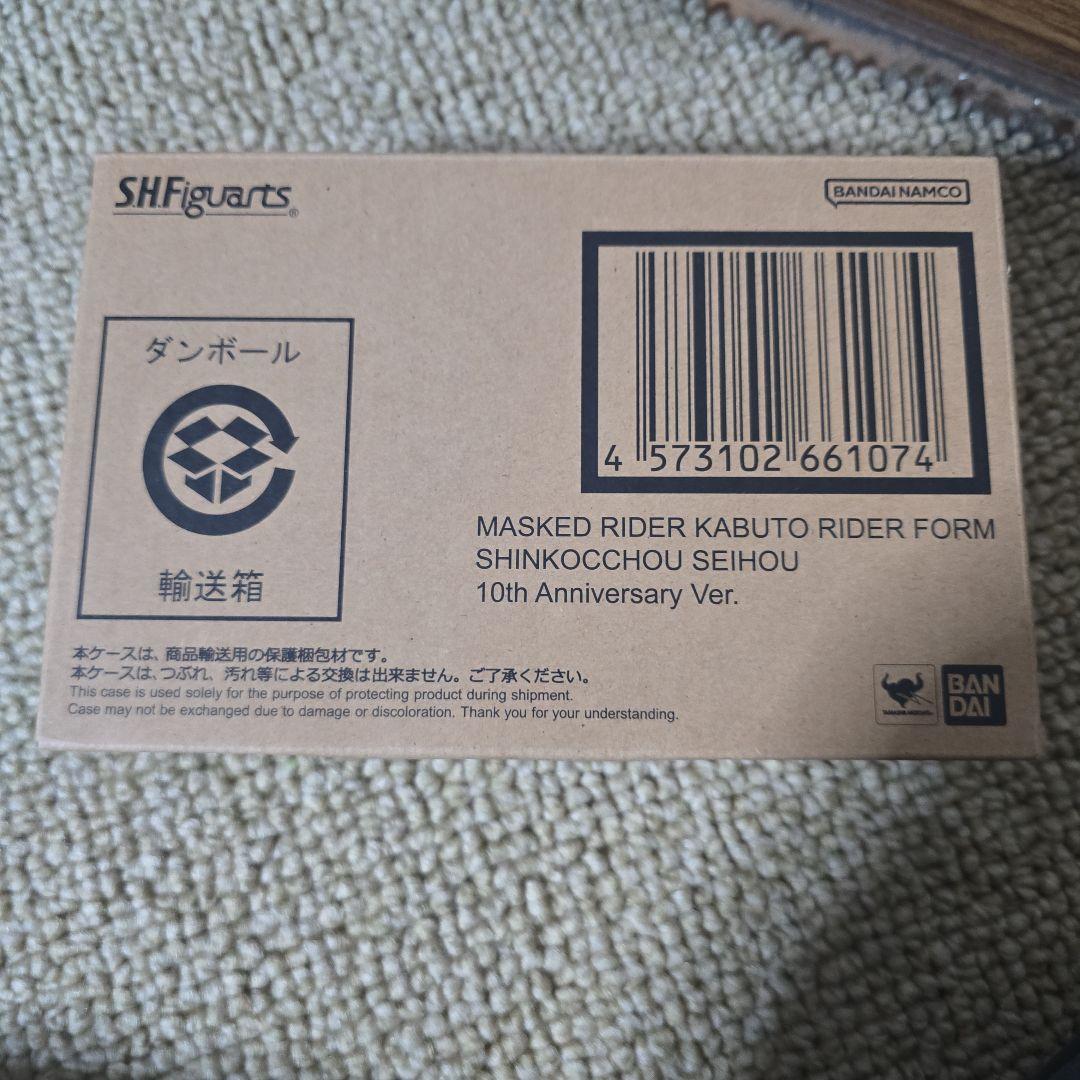 S.H.Figuarts®
BANDAI NAMCO
ダンボール
輸送箱
4 573102 661074
MASKED RIDER KABUTO RIDER FORM
SHINKOCCHOU SEIHOU
10th Anniversary Ver.
本ケースは、商品輸送用の保護梱包材です。
本ケースは、つぶれ、汚れ等による交換は出来ません。ご了承ください。
This case is used solely for the purpose of protecting product during shipment.
Case may not be exchanged due to damage or discoloration. Thank you for your understanding.
BAN
DAI